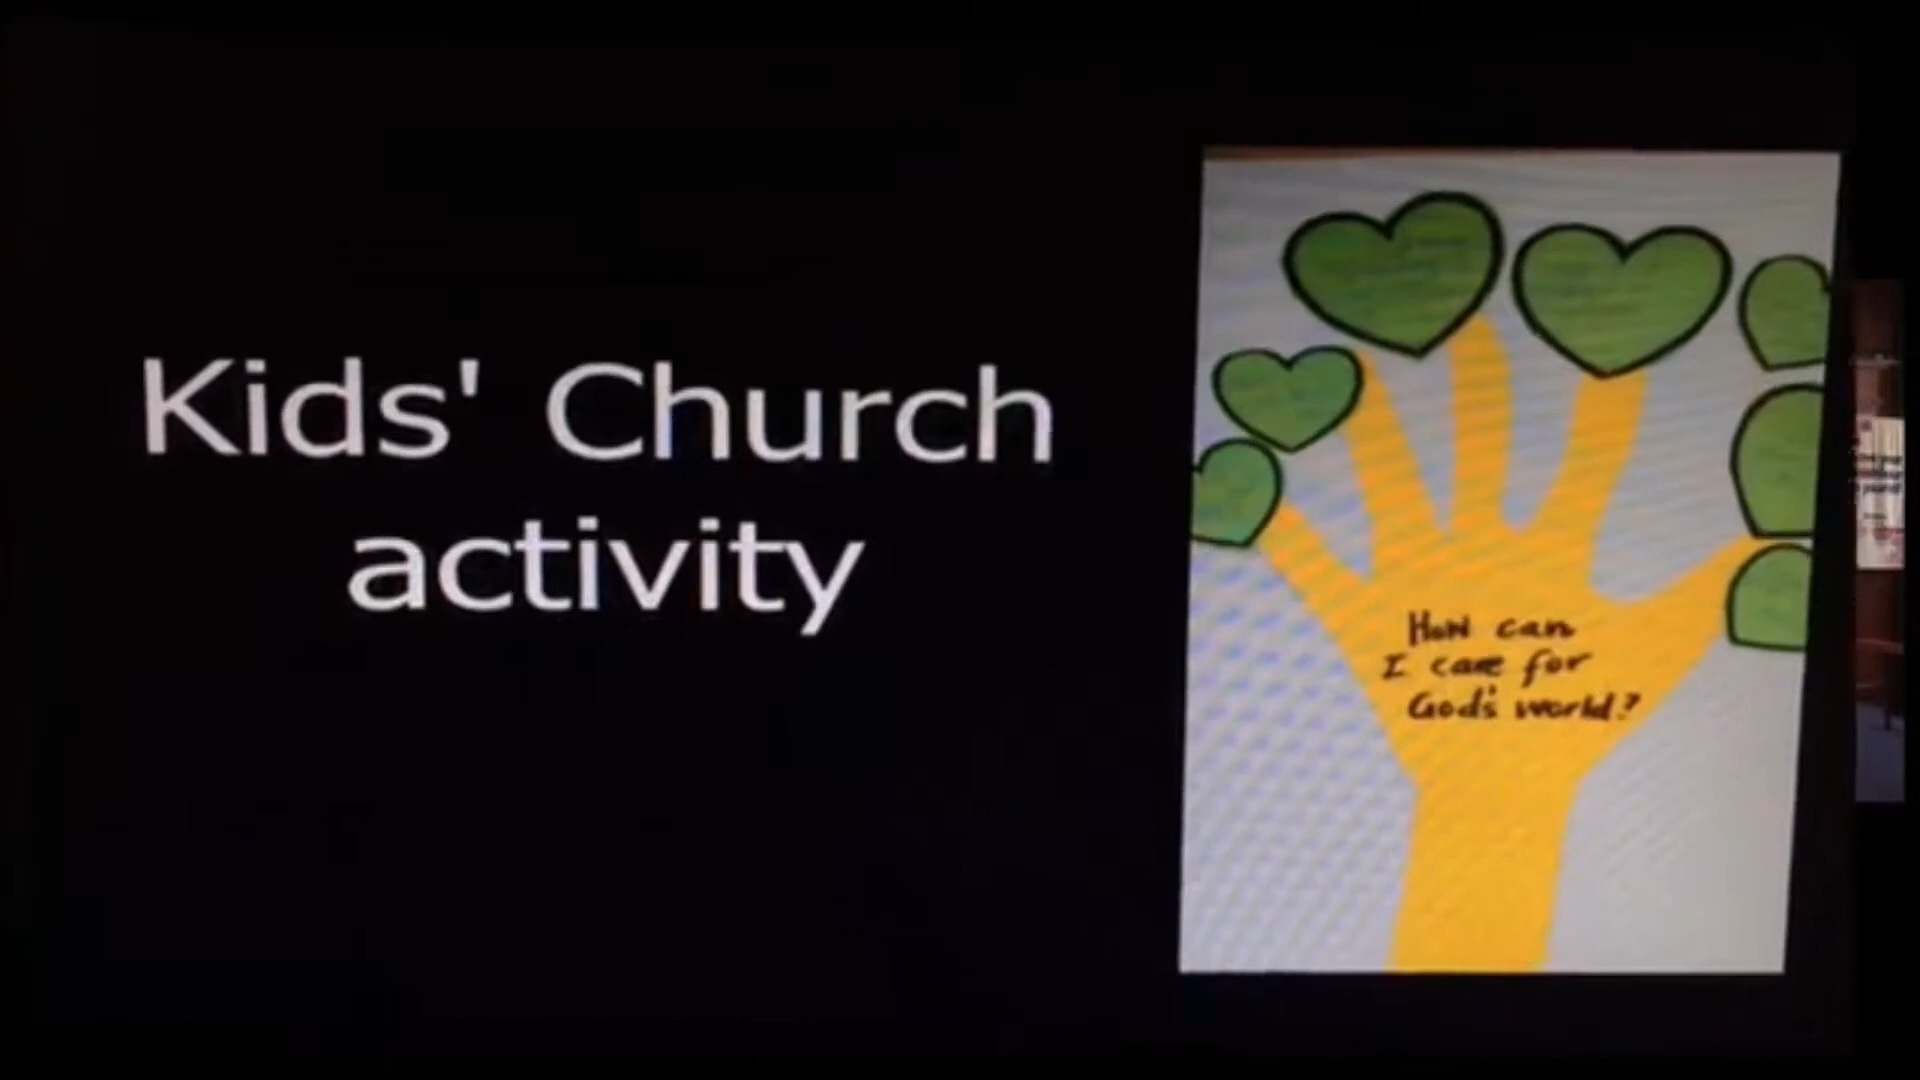 Kids' Church
activity
How can
I care for
God's world?